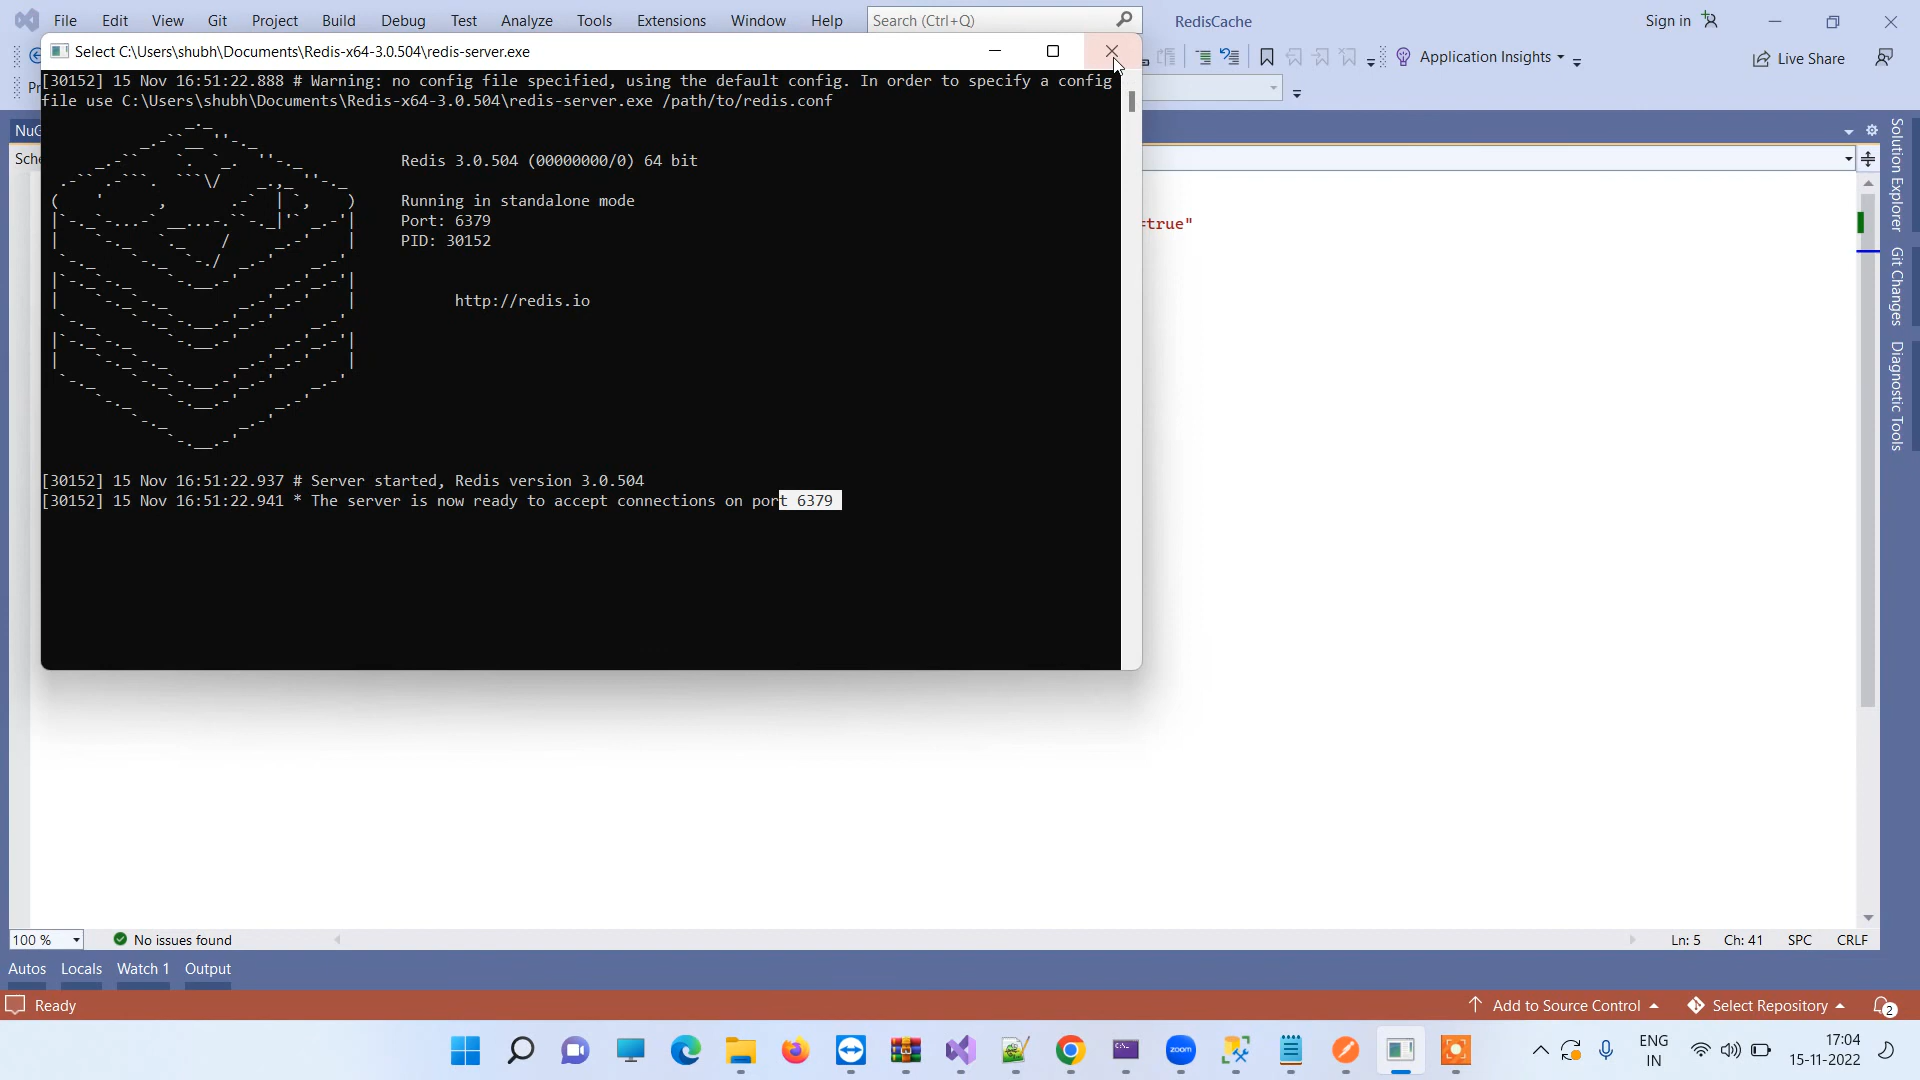 File Edit View Git Project Build Debug Test Analyze Tools Extensions Window Help Search (Ctrl+Q) RedisCache Sign in
Select C:\Users\shubh\Documents\Redis-x64-3.0.504\redis-server.exe
Application Insights Live Share
[30152] 15 Nov 16:51:22.888 # Warning: no config file specified, using the default config. In order to specify a config
file use C:\Users\shubh\Documents\Redis-x64-3.0.504\redis-server.exe /path/to/redis.conf
Redis 3.0.504 (00000000/0) 64 bit
Running in standalone mode
Port: 6379
PID: 30152
http://redis.io
[30152] 15 Nov 16:51:22.937 # Server started, Redis version 3.0.504
[30152] 15 Nov 16:51:22.941 * The server is now ready to accept connections on port 6379
=true"
Solution Explorer
Git Changes
Diagnostic Tools
100 % No issues found Ln: 5 Ch: 41 SPC CRLF
Autos Locals Watch 1 Output
Ready Add to Source Control Select Repository 2
zoom
ENG
IN
17:04
15-11-2022